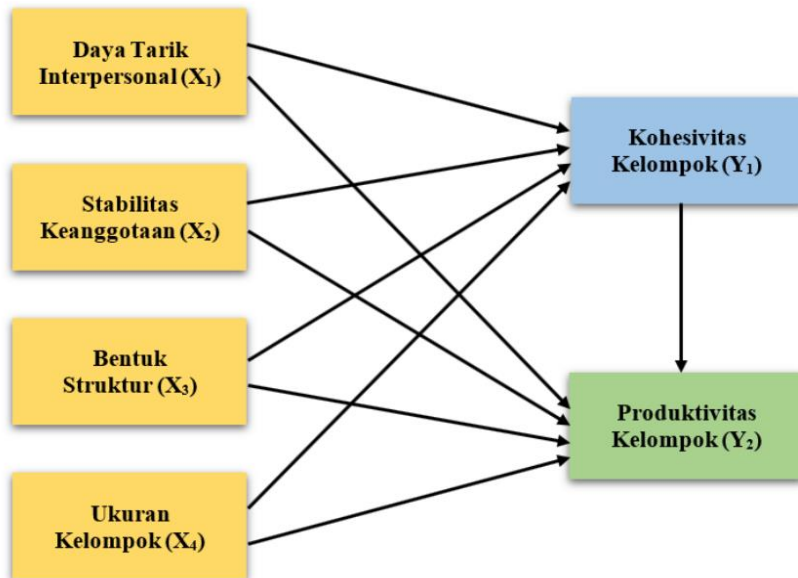 Daya Tarik
Interpersonal (X₁)
Stabilitas
Keanggotaan (X₂)
Bentuk
Struktur (X₃)
Ukuran
Kelompok (X₄)
Kohesivitas
Kelompok (Y₁)
Produktivitas
Kelompok (Y₂)